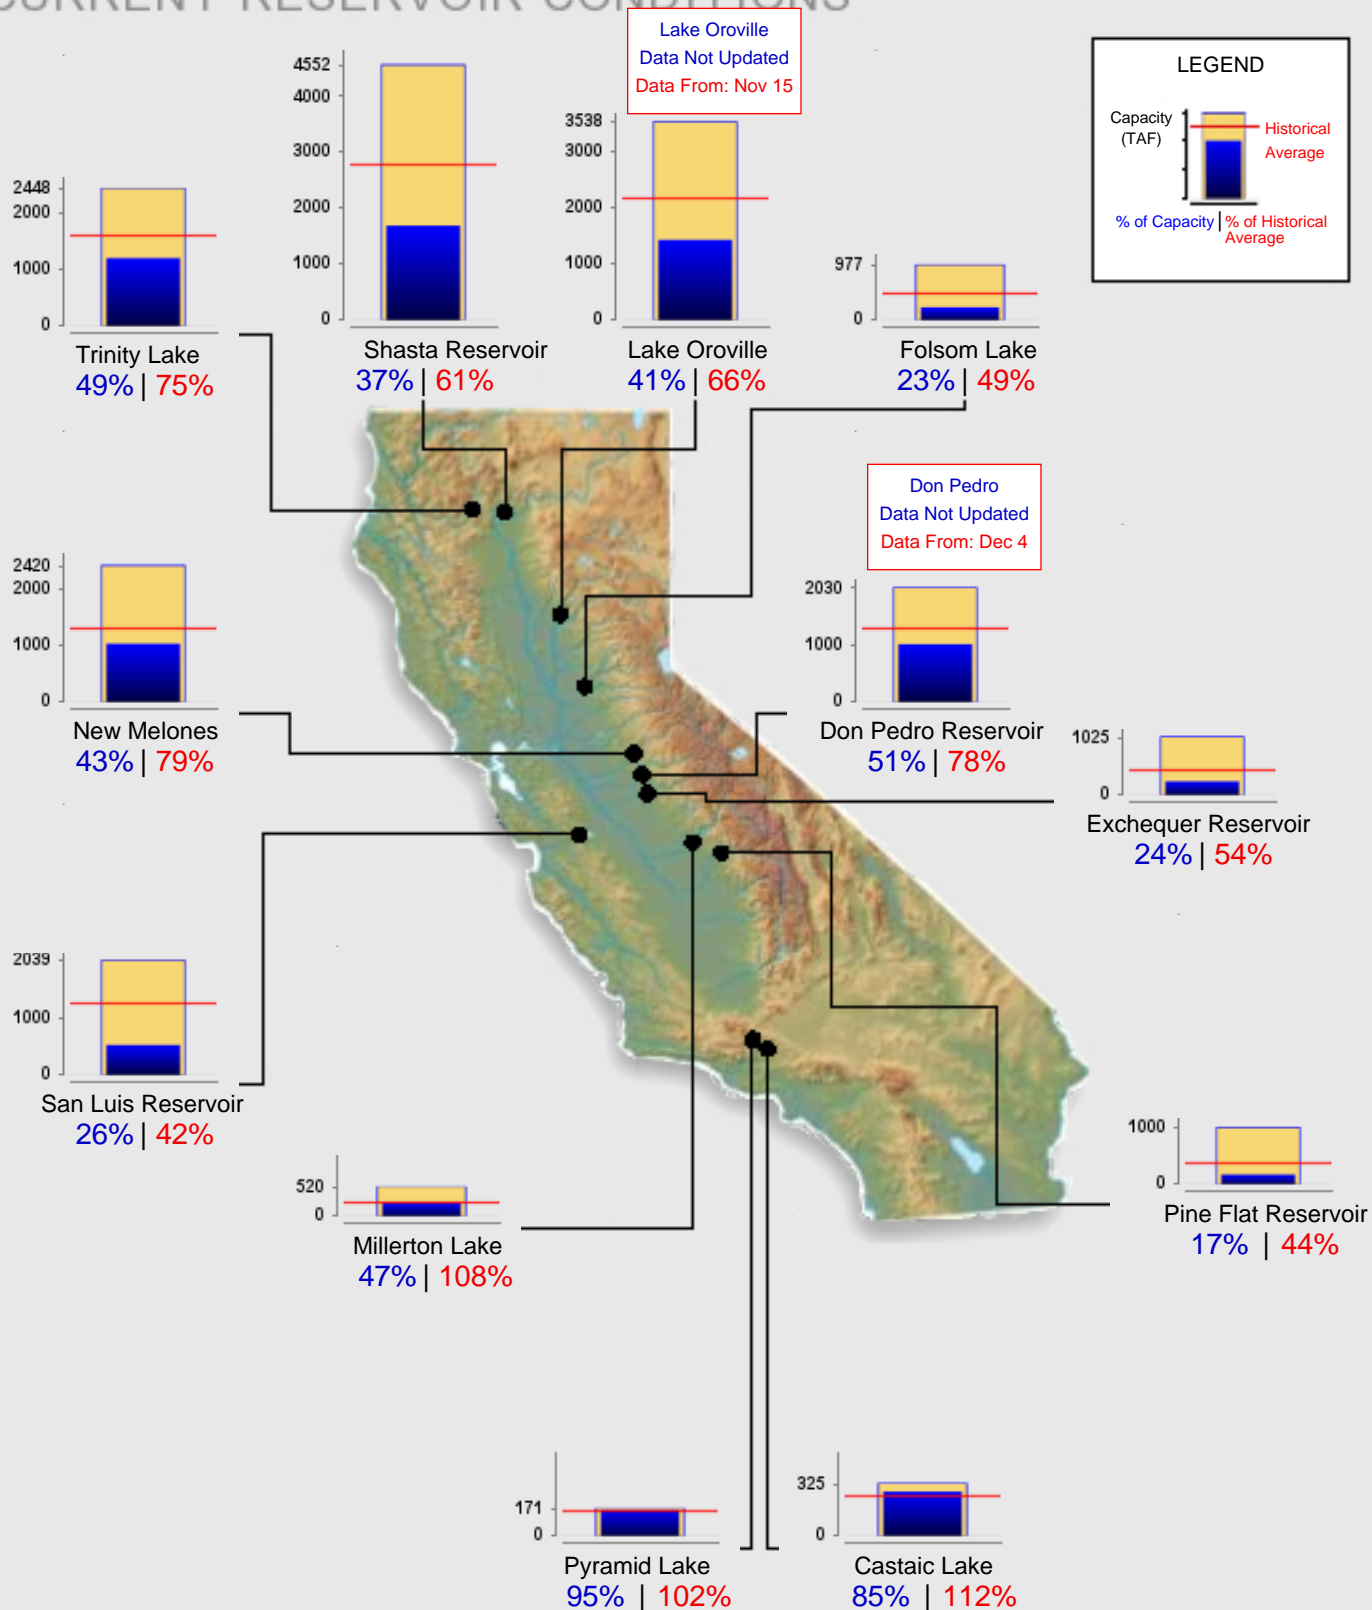 CURRENT RESERVOIR CONDITIONS
Lake Oroville
Data Not Updated
Data From: Nov 15
LEGEND
Capacity
(TAF)
Historical
Average
% of Capacity | % of Historical
Average
4552
4000
3000
2000
1000
0
Shasta Reservoir
37% | 61%
3538
3000
2000
1000
0
Lake Oroville
41% | 66%
2448
2000
1000
0
Trinity Lake
49% | 75%
977
0
Folsom Lake
23% | 49%
Don Pedro
Data Not Updated
Data From: Dec 4
2420
2000
1000
0
New Melones
43% | 79%
2030
1000
0
Don Pedro Reservoir
51% | 78%
1025
0
Exchequer Reservoir
24% | 54%
2039
1000
0
San Luis Reservoir
26% | 42%
520
0
Millerton Lake
47% | 108%
1000
0
Pine Flat Reservoir
17% | 44%
171
0
Pyramid Lake
95% | 102%
325
0
Castaic Lake
85% | 112%